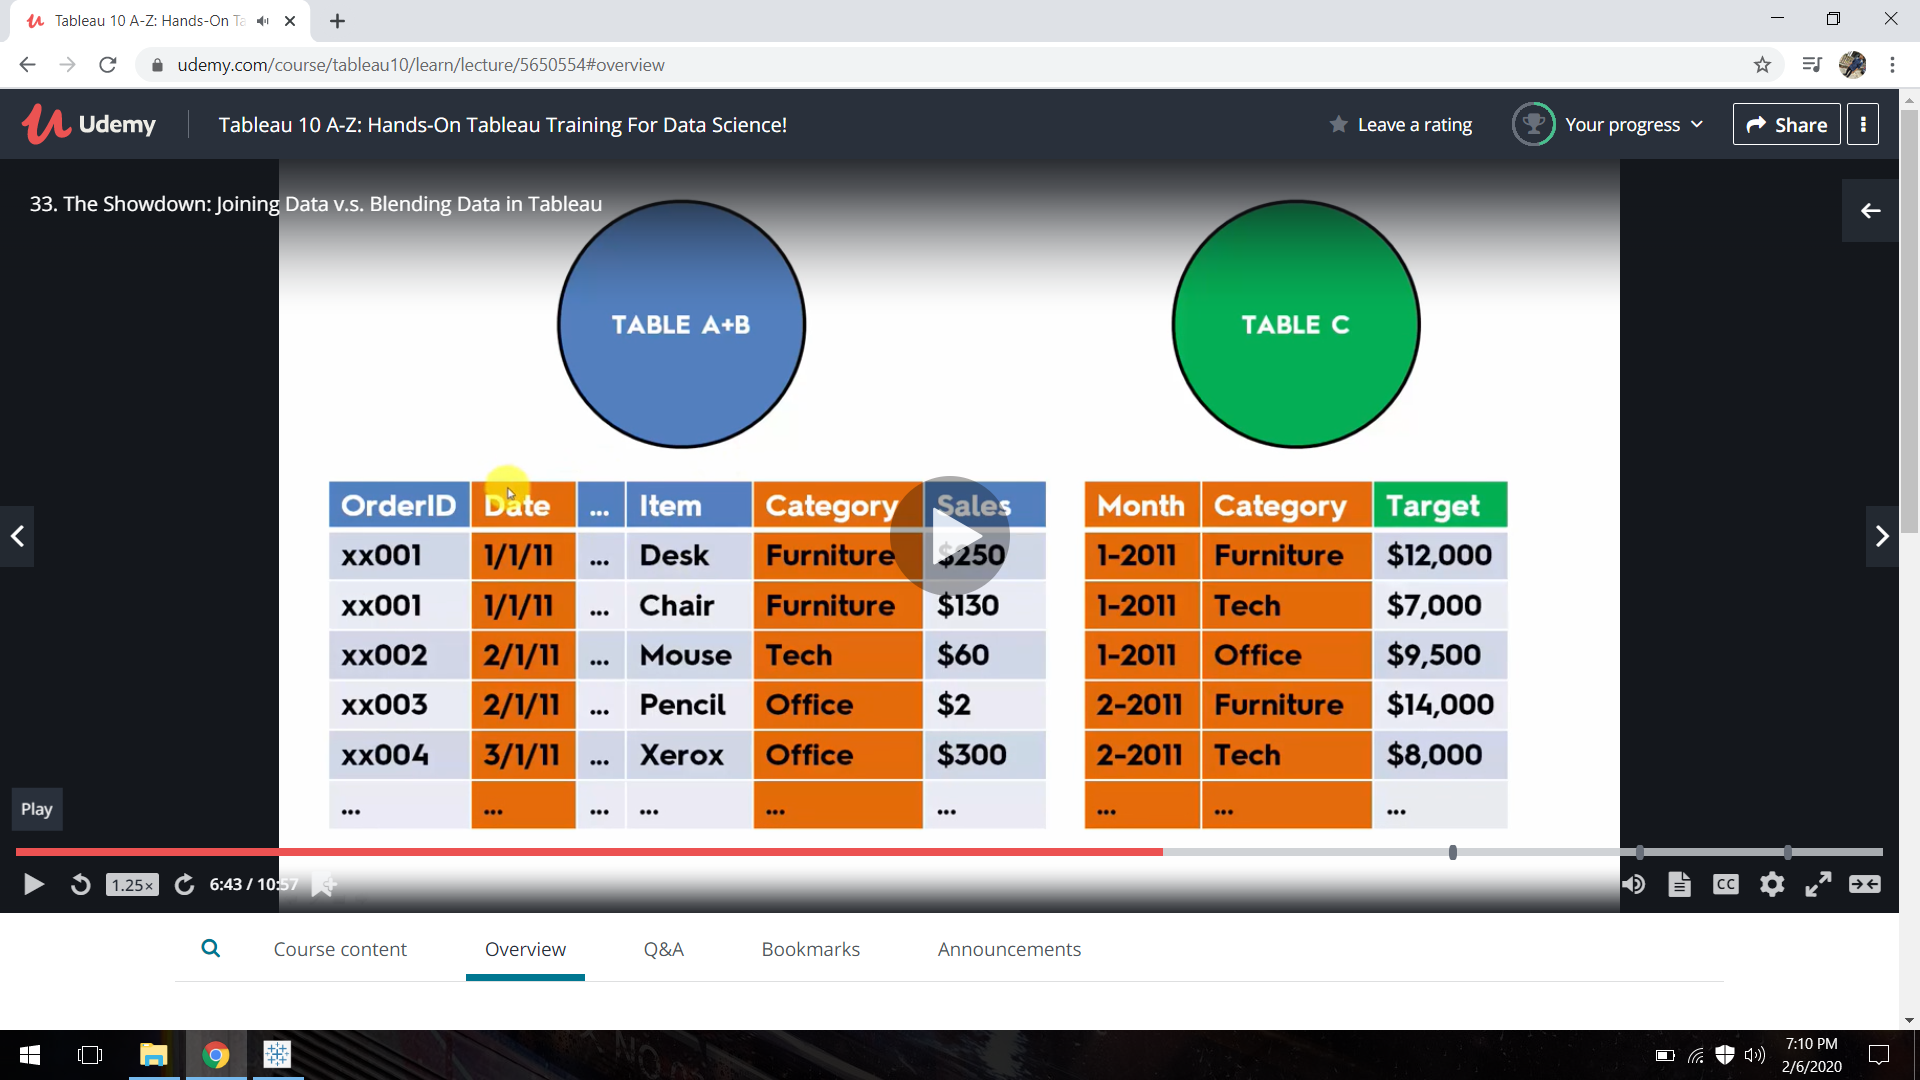 Tableau 10 A-Z: Hands-On Ta
udemy.com/course/tableau10/learn/lecture/5650554#overview
Udemy
Tableau 10 A-Z: Hands-On Tableau Training For Data Science!
Leave a rating
Your progress
Share
33. The Showdown: Joining Data v.s. Blending Data in Tableau
TABLE A+B
TABLE C
OrderID Date ... Item Category Sales
xx001 1/1/11 ... Desk Furniture $250
xx001 1/1/11 ... Chair Furniture $130
xx002 2/1/11 ... Mouse Tech $60
xx003 2/1/11 ... Pencil Office $2
xx004 3/1/11 ... Xerox Office $300
... ... ... ... ... ...
Month Category Target
1-2011 Furniture $12,000
1-2011 Tech $7,000
1-2011 Office $9,500
2-2011 Furniture $14,000
2-2011 Tech $8,000
... ... ...
Play
1.25×
6:43 / 10:57
CC
Course content
Overview
Q&A
Bookmarks
Announcements
7:10 PM
2/6/2020